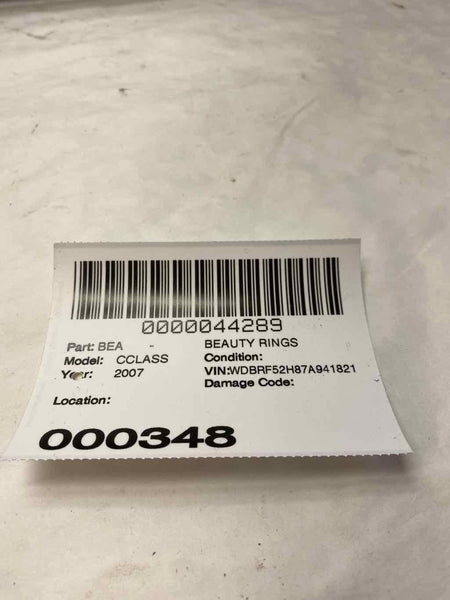 0000044289
Part: BEA - BEAUTY RINGS
Model: CCLASS Condition:
Year: 2007 VIN:WDBRF52H87A941821
Damage Code:
Location:
000348